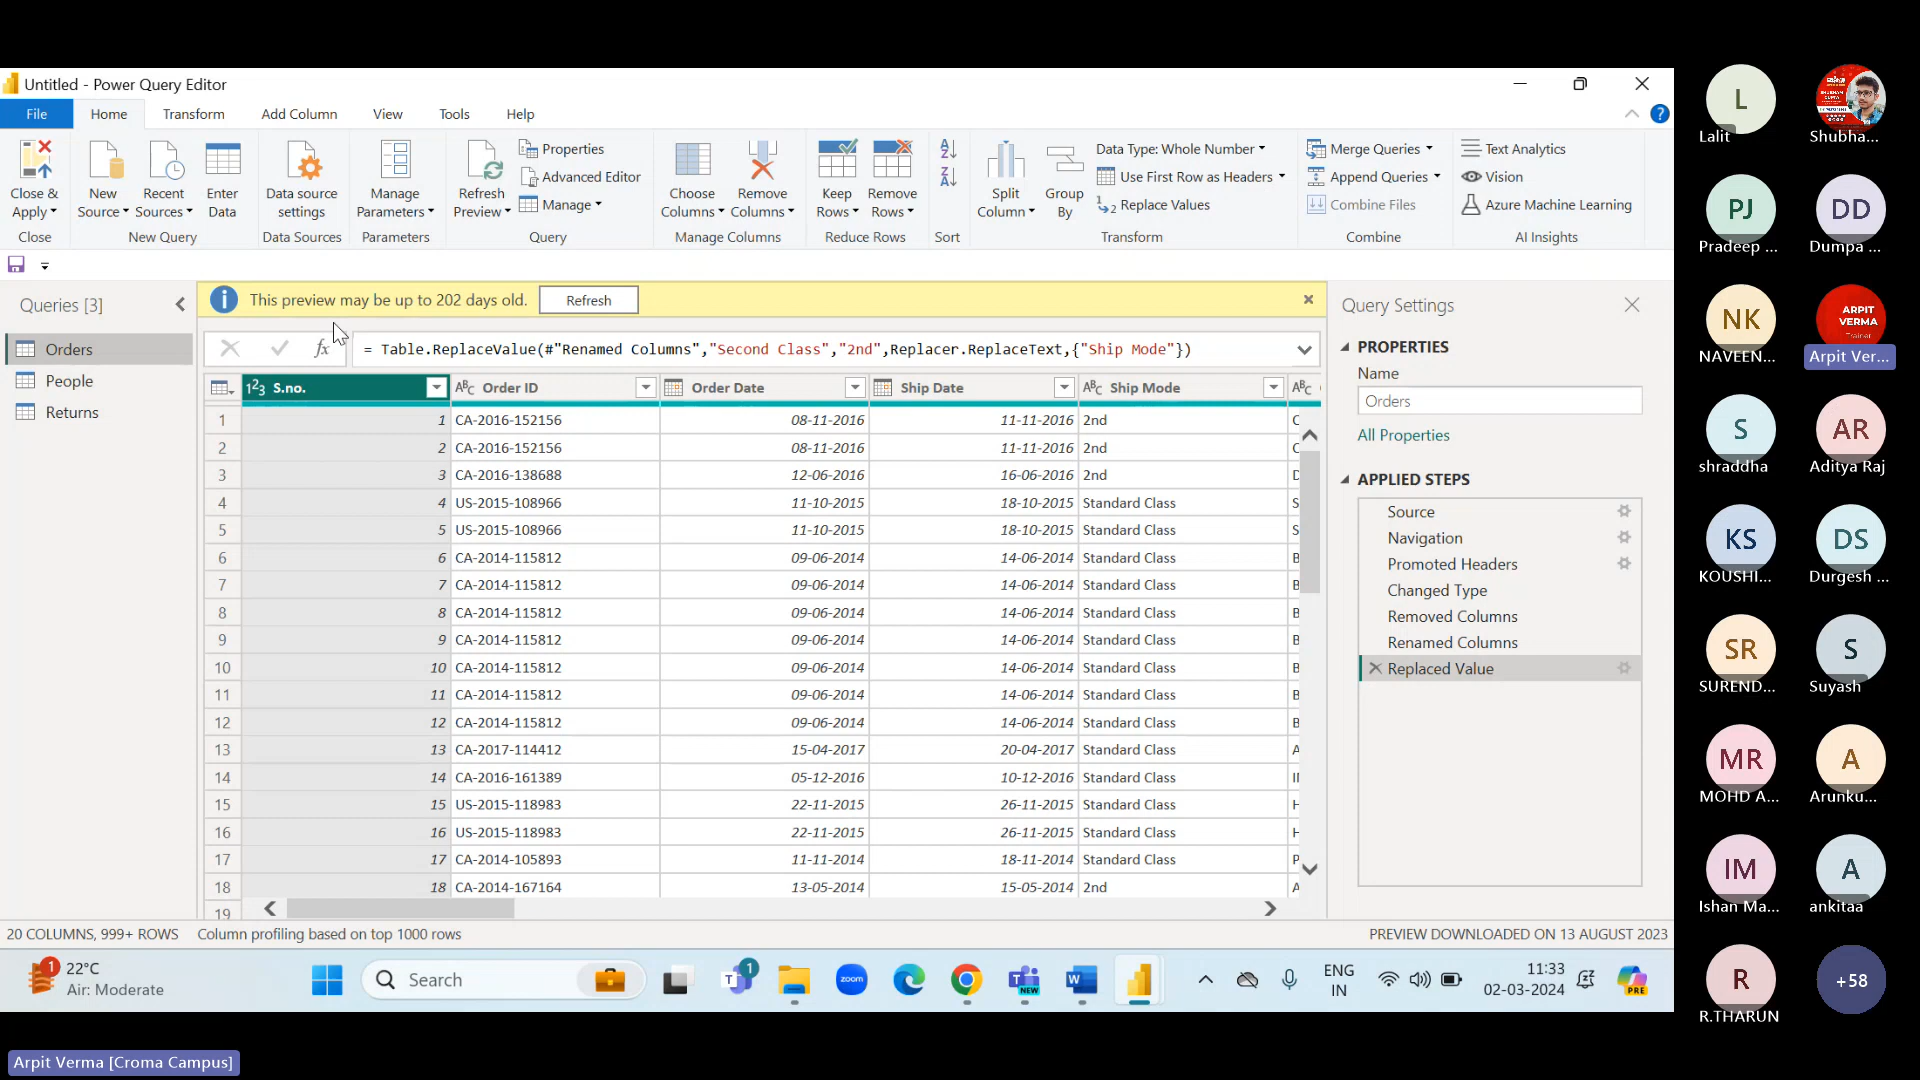 Untitled - Power Query Editor
File
Home
Transform
Add Column
View
Tools
Help
Close & Apply
New Source
Recent Sources
Enter Data
Data source settings
Manage Parameters
Refresh Preview
Properties
Advanced Editor
Manage
Choose Columns
Remove Columns
Keep Rows
Remove Rows
Split Column
Group By
Data Type: Whole Number
Use First Row as Headers
Replace Values
Merge Queries
Append Queries
Combine Files
Text Analytics
Vision
Azure Machine Learning
Close
New Query
Data Sources
Parameters
Query
Manage Columns
Reduce Rows
Sort
Transform
Combine
AI Insights
Queries [3]
Orders
People
Returns
This preview may be up to 202 days old. Refresh
fx = Table.ReplaceValue(#"Renamed Columns","Second Class","2nd",Replacer.ReplaceText,{"Ship Mode"})
S.no. Order ID Order Date Ship Date Ship Mode
1 1 CA-2016-152156 08-11-2016 11-11-2016 2nd C
2 2 CA-2016-152156 08-11-2016 11-11-2016 2nd C
3 3 CA-2016-138688 12-06-2016 16-06-2016 2nd D
4 4 US-2015-108966 11-10-2015 18-10-2015 Standard Class S
5 5 US-2015-108966 11-10-2015 18-10-2015 Standard Class S
6 6 CA-2014-115812 09-06-2014 14-06-2014 Standard Class B
7 7 CA-2014-115812 09-06-2014 14-06-2014 Standard Class B
8 8 CA-2014-115812 09-06-2014 14-06-2014 Standard Class B
9 9 CA-2014-115812 09-06-2014 14-06-2014 Standard Class B
10 10 CA-2014-115812 09-06-2014 14-06-2014 Standard Class B
11 11 CA-2014-115812 09-06-2014 14-06-2014 Standard Class B
12 12 CA-2014-115812 09-06-2014 14-06-2014 Standard Class B
13 13 CA-2017-114412 15-04-2017 20-04-2017 Standard Class A
14 14 CA-2016-161389 05-12-2016 10-12-2016 Standard Class
15 15 US-2015-118983 22-11-2015 26-11-2015 Standard Class H
16 16 US-2015-118983 22-11-2015 26-11-2015 Standard Class H
17 17 CA-2014-105893 11-11-2014 18-11-2014 Standard Class P
18 18 CA-2014-167164 13-05-2014 15-05-2014 2nd A
19
Query Settings
PROPERTIES
Name
Orders
All Properties
APPLIED STEPS
Source
Navigation
Promoted Headers
Changed Type
Removed Columns
Renamed Columns
Replaced Value
20 COLUMNS, 999+ ROWS Column profiling based on top 1000 rows
PREVIEW DOWNLOADED ON 13 AUGUST 2023
1
22°C
Air: Moderate
Search
1
zoom
NEW
ENG
IN
11:33
02-03-2024
PRE
L
Lalit
Shubha...
PJ
Pradeep ...
DD
Dumpa ...
NK
NAVEEN...
ARPIT
VERMA
Trainer
Arpit Ver...
S
shraddha
AR
Aditya Raj
KS
KOUSHI...
DS
Durgesh ...
SR
SUREND...
S
Suyash
MR
MOHD A...
A
Arunku...
IM
Ishan Ma...
A
ankitaa
R
R.THARUN
+58
Arpit Verma [Croma Campus]